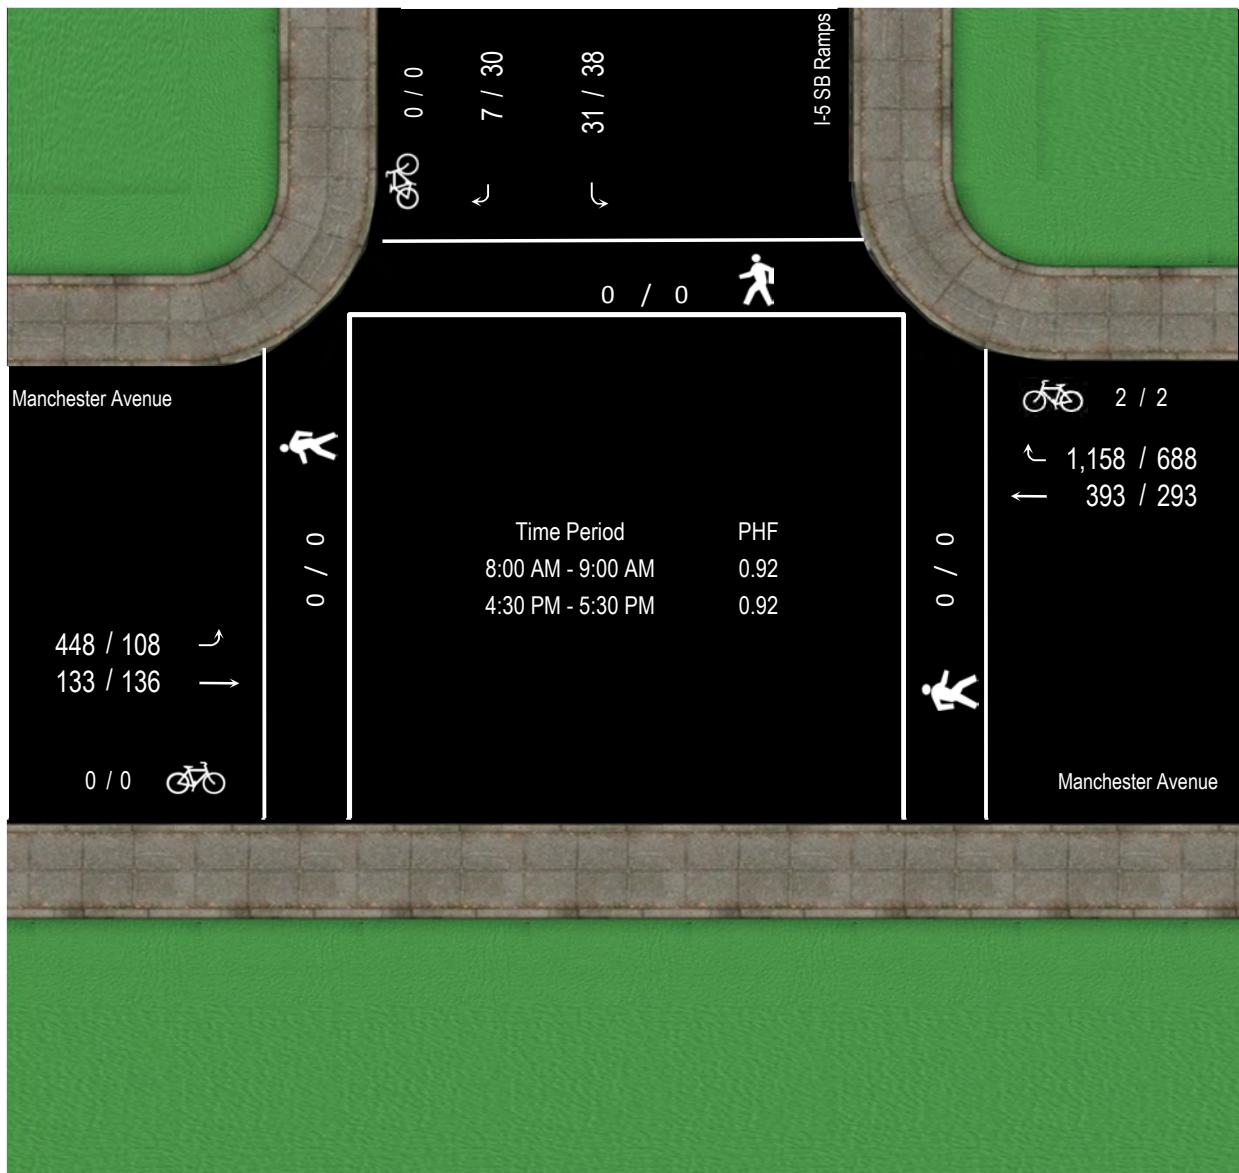 I-5 SB Ramps
0 / 0
7 / 30
31 / 38
0 / 0
Manchester Avenue
2 / 2
1,158 / 688
393 / 293
0 / 0
Time Period PHF
8:00 AM - 9:00 AM 0.92
4:30 PM - 5:30 PM 0.92
0 / 0
448 / 108
133 / 136
0 / 0
Manchester Avenue